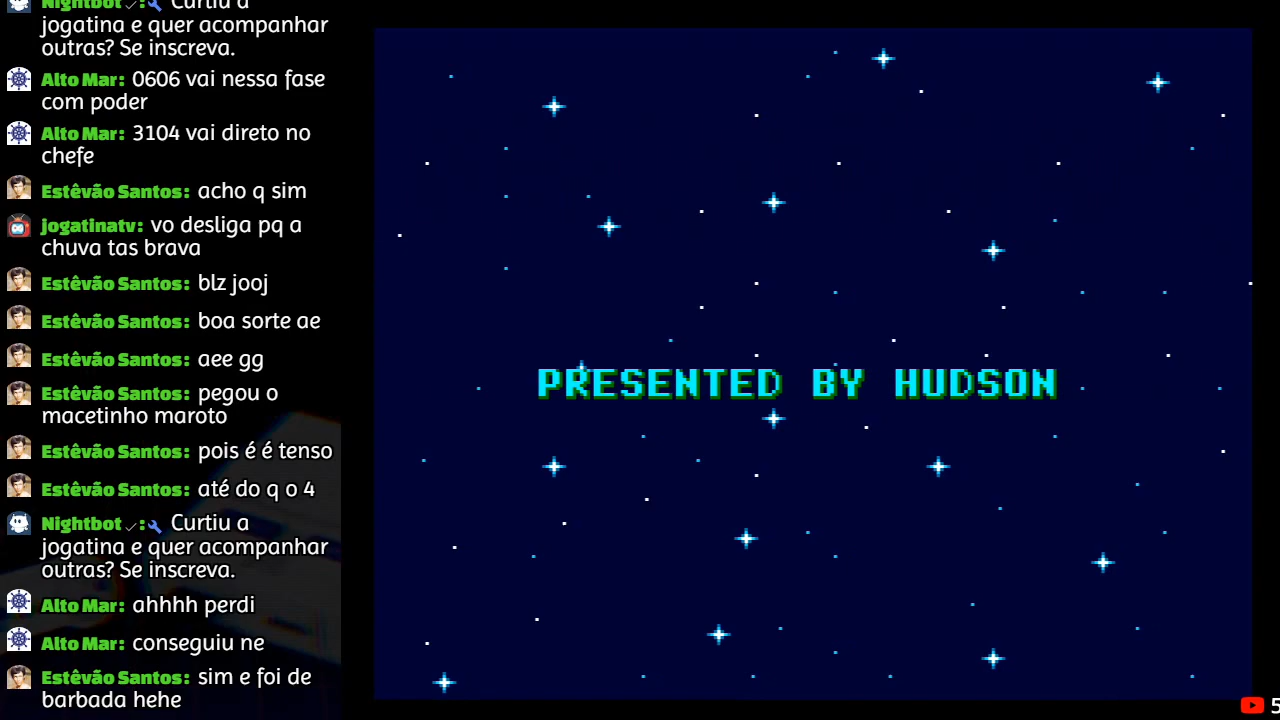 Nightbot: Curtiu a
jogatina e quer acompanhar
outras? Se inscreva.
Alto Mar: 0606 vai nessa fase
com poder
Alto Mar: 3104 vai direto no
chefe
Estêvão Santos: acho q sim
jogatinatv: vo desliga pq a
chuva tas brava
Estêvão Santos: blz jooj
Estêvão Santos: boa sorte ae
Estêvão Santos: aee gg
Estêvão Santos: pegou o
macetinho maroto
Estêvão Santos: pois é é tenso
Estêvão Santos: até do q o 4
Nightbot: Curtiu a
jogatina e quer acompanhar
outras? Se inscreva.
Alto Mar: ahhhh perdi
Alto Mar: conseguiu ne
Estêvão Santos: sim e foi de
barbada hehe
PRESENTED BY HUDSON
5